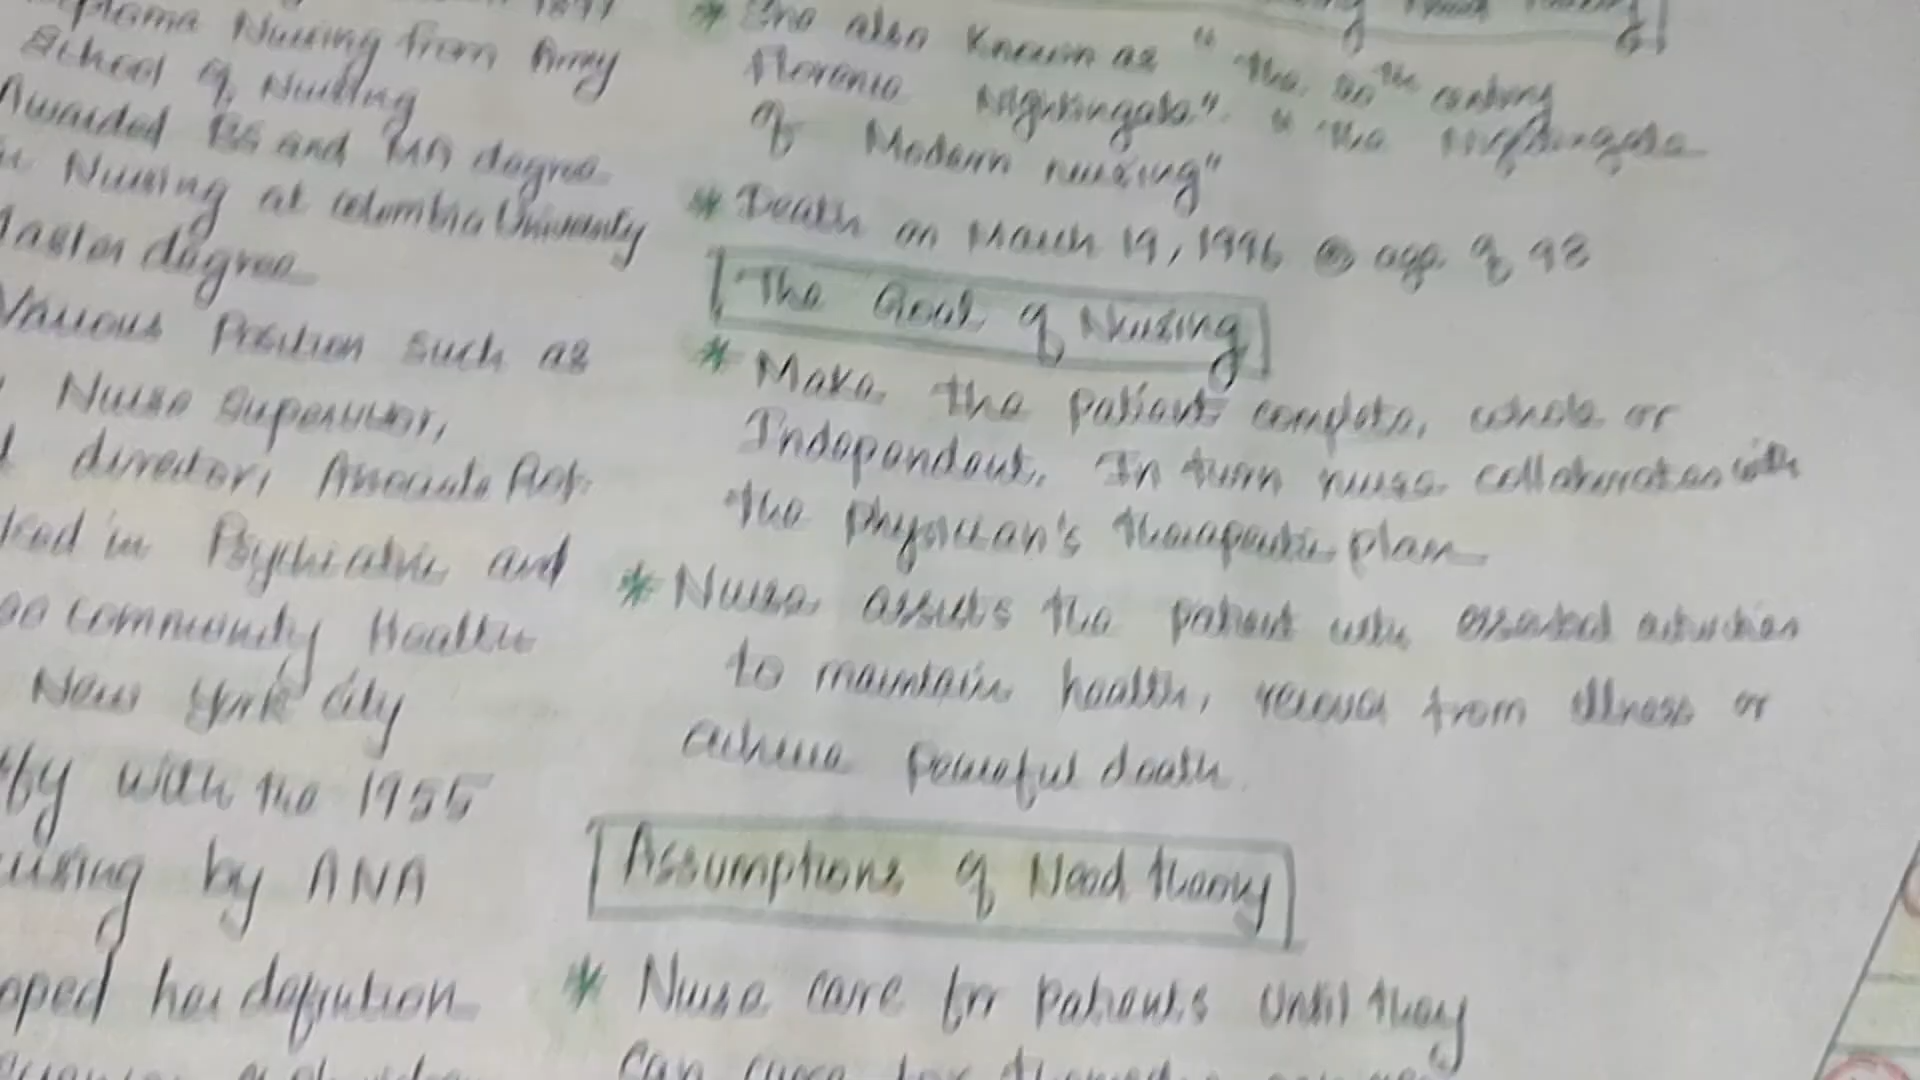 Diploma Nursing from Army
School of Nursing
Awarded BS and MA degree
Nursing at columbia University
Master degree
Various Position such as
Nurse supervisor,
director, Associate Prof.
in Psychiatric and
community Health
New York city
with the 1955
by ANA
her defination
* She also known as "the 20th century
Florence Nightingale". "the Nightingale
of Modern nursing"
* Death on March 19, 1996 @ age of 98
The Goal of Nursing
* Make the patient complete, whole or
Independent. In turn nurse collaborates with
the physician's therapeutic plan
* Nurse assists the patient with essential activities
to maintain health, recover from illness or
achieve peaceful death.
Assumptions of Need theory
* Nurse care for patients until they
can